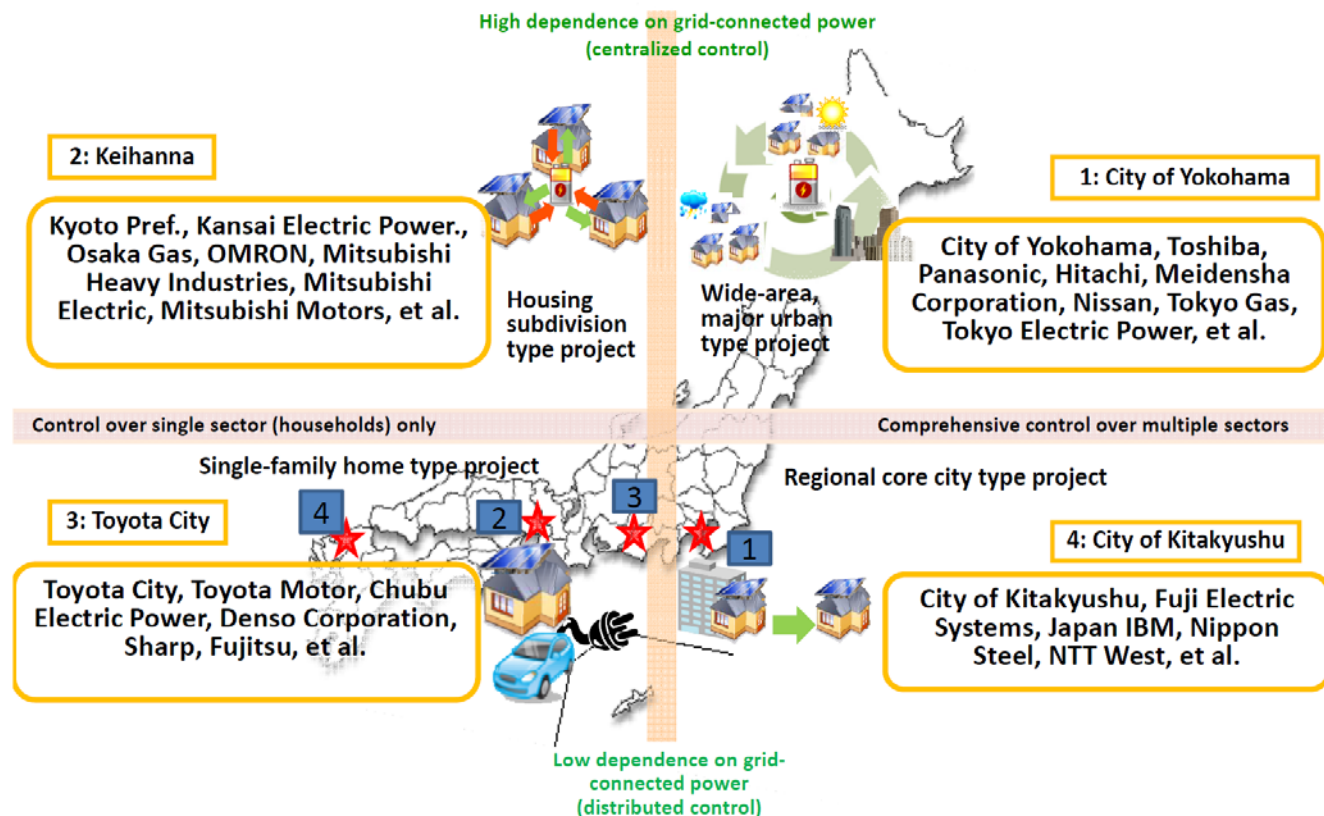 High dependence on grid-connected power
(centralized control)
2: Keihanna
Kyoto Pref., Kansai Electric Power.,
Osaka Gas, OMRON, Mitsubishi
Heavy Industries, Mitsubishi
Electric, Mitsubishi Motors, et al.
Housing
subdivision
type project
Wide-area,
major urban
type project
1: City of Yokohama
City of Yokohama, Toshiba,
Panasonic, Hitachi, Meidensha
Corporation, Nissan, Tokyo Gas,
Tokyo Electric Power, et al.
Control over single sector (households) only
Comprehensive control over multiple sectors
Single-family home type project
Regional core city type project
3: Toyota City
4
2
3
1
4: City of Kitakyushu
Toyota City, Toyota Motor, Chubu
Electric Power, Denso Corporation,
Sharp, Fujitsu, et al.
City of Kitakyushu, Fuji Electric
Systems, Japan IBM, Nippon
Steel, NTT West, et al.
Low dependence on grid-
connected power
(distributed control)